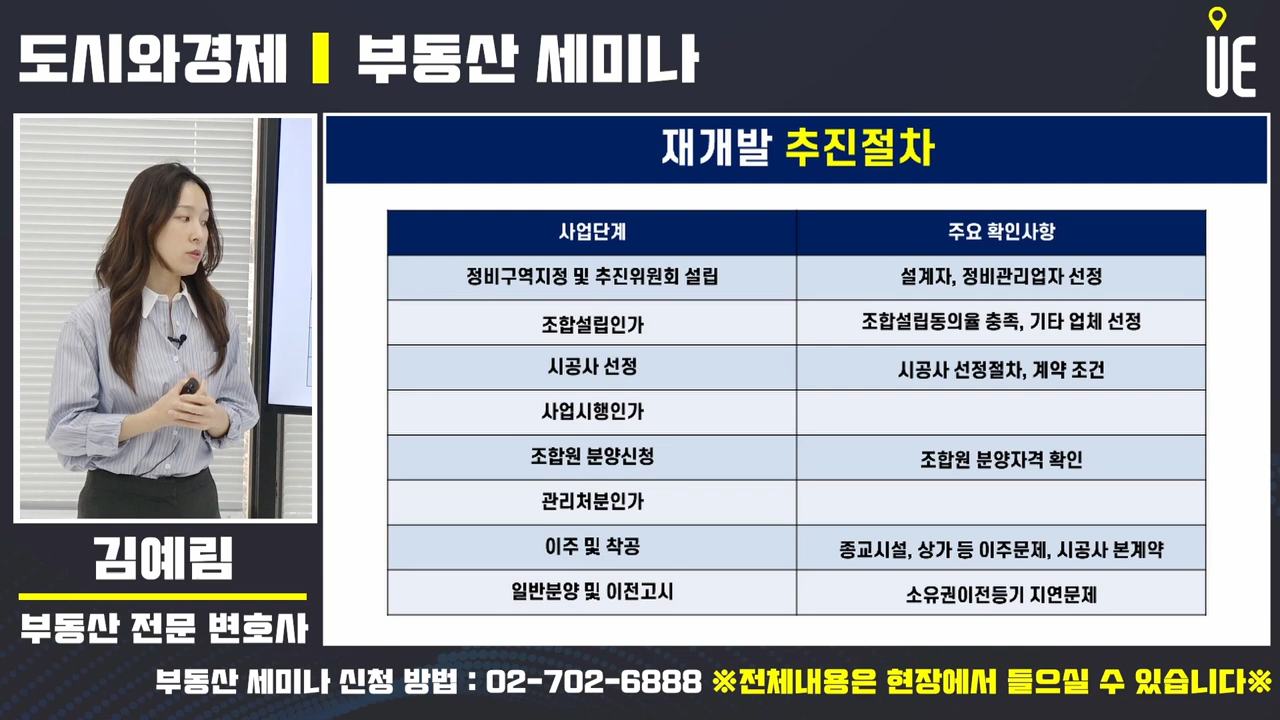 도시와경제 | 부동산 세미나
UE
재개발 추진절차
사업단계 주요 확인사항
정비구역지정 및 추진위원회 설립 설계자, 정비관리업자 선정
조합설립인가 조합설립동의율 충족, 기타 업체 선정
시공사 선정 시공사 선정절차, 계약 조건
사업시행인가
조합원 분양신청 조합원 분양자격 확인
관리처분인가
이주 및 착공 종교시설, 상가 등 이주문제, 시공사 본계약
일반분양 및 이전고시 소유권이전등기 지연문제
김예림
부동산 전문 변호사
부동산 세미나 신청 방법 : 02-702-6888 ※전체내용은 현장에서 들으실 수 있습니다※